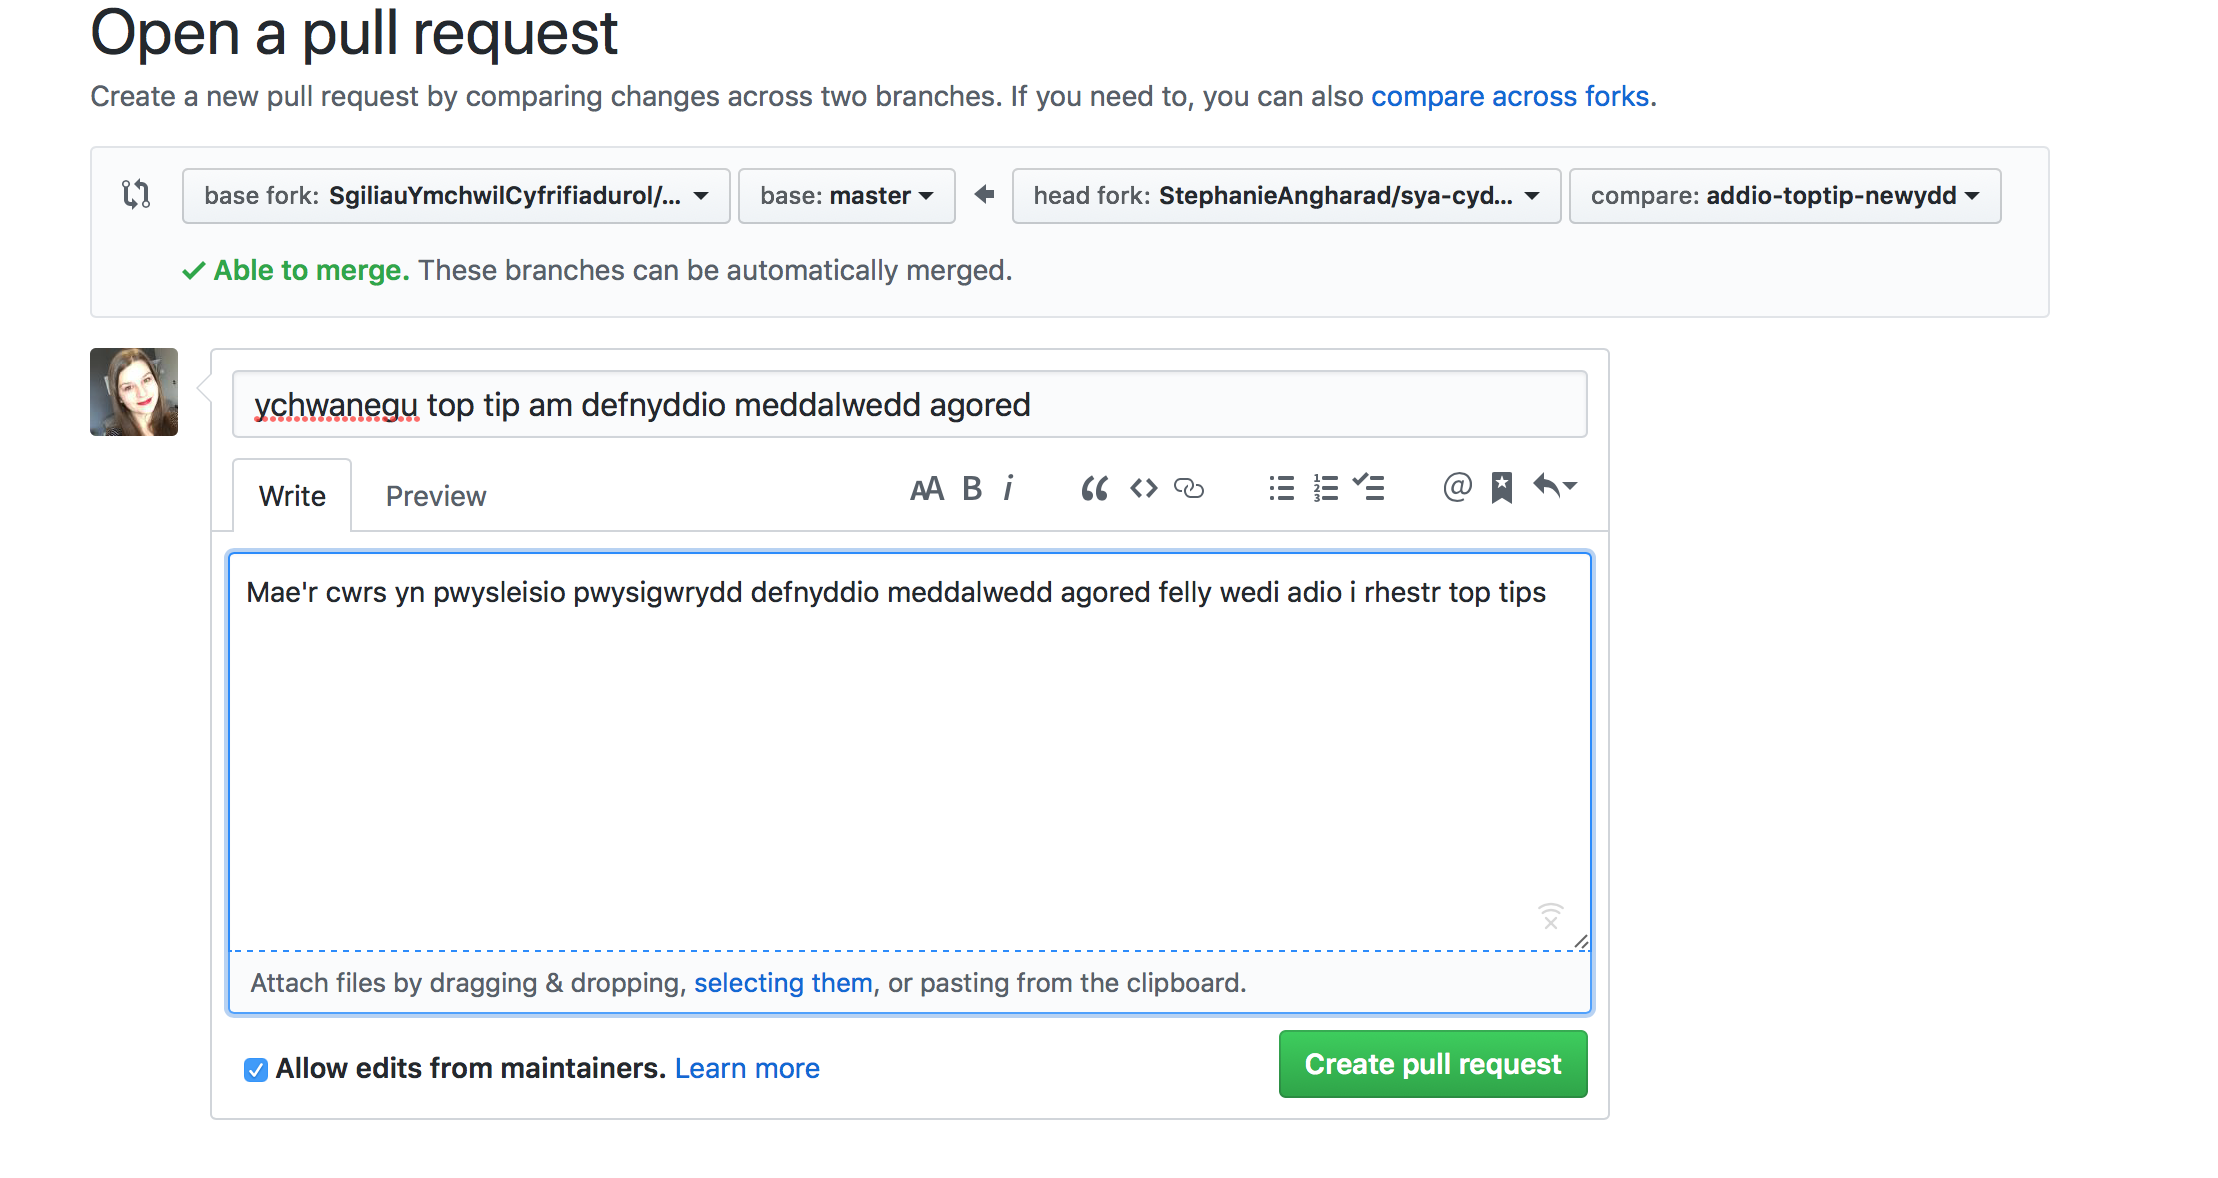 Open a pull request
Create a new pull request by comparing changes across two branches. If you need to, you can also compare across forks.
base fork: SgiliauYmchwilCyfrifiadurol/... base: master head fork: StephanieAngharad/sya-cyd... compare: addio-toptip-newydd
Able to merge. These branches can be automatically merged.
ychwanegu top tip am defnyddio meddalwedd agored
Write Preview AA B i @
Mae'r cwrs yn pwysleisio pwysigwrydd defnyddio meddalwedd agored felly wedi adio i rhestr top tips
Attach files by dragging & dropping, selecting them, or pasting from the clipboard.
Allow edits from maintainers. Learn more Create pull request